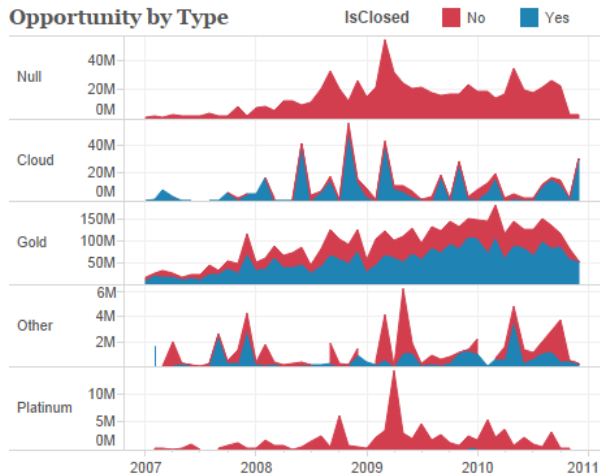 Opportunity by Type IsClosed No Yes
Null 40M 20M 0M
Cloud 40M 20M 0M
Gold 150M 100M 50M
Other 6M 4M 2M
Platinum 10M 5M 0M
2007 2008 2009 2010 2011